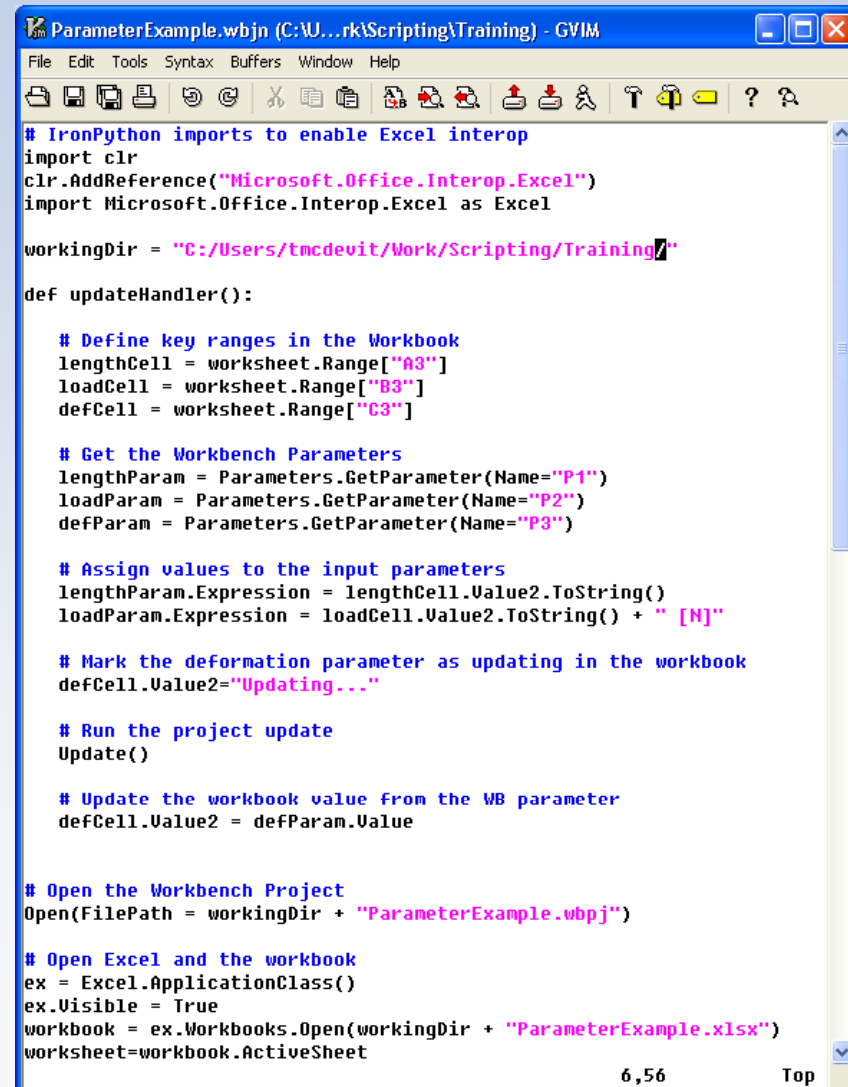 ParameterExample.wbjn (C:\U...rk\Scripting\Training) - GVIM
File Edit Tools Syntax Buffers Window Help
# IronPython imports to enable Excel interop
import clr
clr.AddReference("Microsoft.Office.Interop.Excel")
import Microsoft.Office.Interop.Excel as Excel

workingDir = "C:/Users/tmcdevit/Work/Scripting/Training/"

def updateHandler():

   # Define key ranges in the Workbook
   lengthCell = worksheet.Range["A3"]
   loadCell = worksheet.Range["B3"]
   defCell = worksheet.Range["C3"]

   # Get the Workbench Parameters
   lengthParam = Parameters.GetParameter(Name="P1")
   loadParam = Parameters.GetParameter(Name="P2")
   defParam = Parameters.GetParameter(Name="P3")

   # Assign values to the input parameters
   lengthParam.Expression = lengthCell.Value2.ToString()
   loadParam.Expression = loadCell.Value2.ToString() + " [N]"

   # Mark the deformation parameter as updating in the workbook
   defCell.Value2="Updating..."

   # Run the project update
   Update()

   # Update the workbook value from the WB parameter
   defCell.Value2 = defParam.Value


# Open the Workbench Project
Open(FilePath = workingDir + "ParameterExample.wbpj")

# Open Excel and the workbook
ex = Excel.ApplicationClass()
ex.Visible = True
workbook = ex.Workbooks.Open(workingDir + "ParameterExample.xlsx")
worksheet=workbook.ActiveSheet
6,56 Top